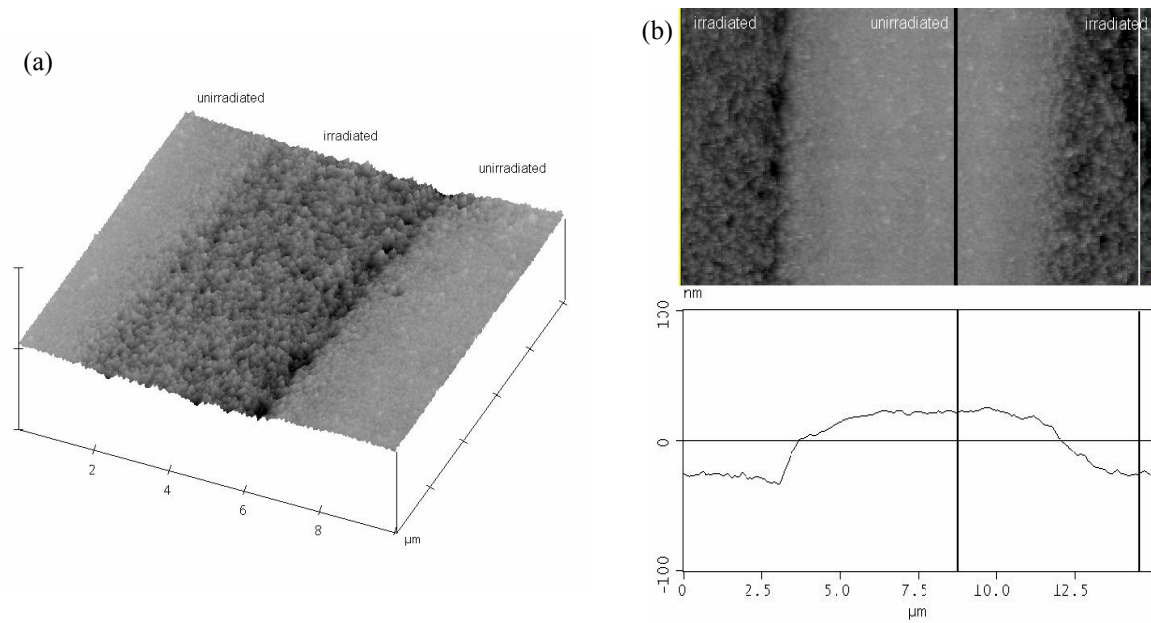 (a)
unirradiated
irradiated
unirradiated
2
4
6
8
µm
(b)
irradiated
unirradiated
irradiated
nm
100
0
-100
0
2.5
5.0
7.5
10.0
12.5
µm